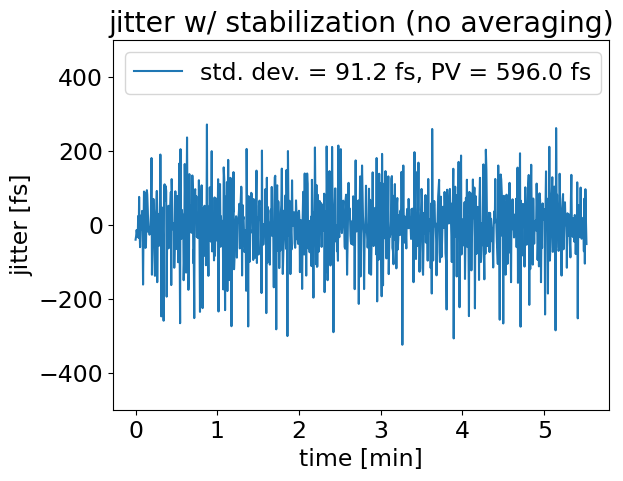 jitter w/ stabilization (no averaging)
std. dev. = 91.2 fs, PV = 596.0 fs
400
200
0
−200
−400
jitter [fs]
0 1 2 3 4 5
time [min]